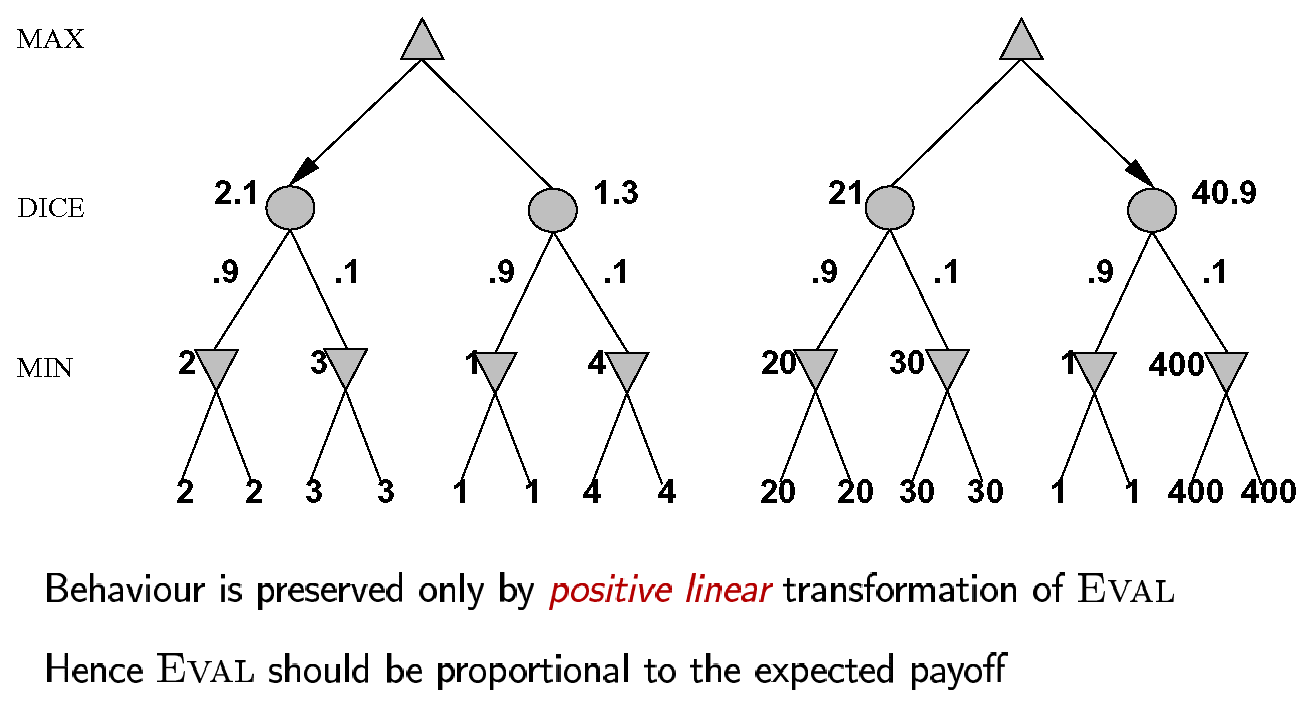 MAX
DICE 2.1 1.3 21 40.9
.9 .1 .9 .1 .9 .1 .9 .1
MIN 2 3 1 4 20 30 1 400
2 2 3 3 1 1 4 4 20 20 30 30 1 1 400 400
Behaviour is preserved only by positive linear transformation of EVAL
Hence EVAL should be proportional to the expected payoff